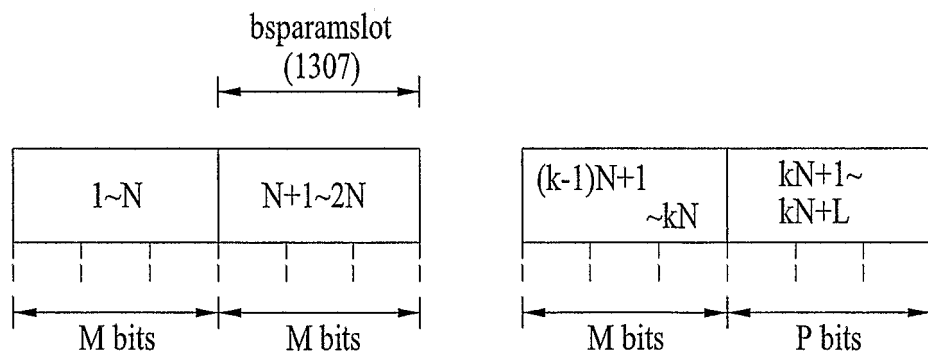 bsparamslot
(1307)
1~N
N+1~2N
(k-1)N+1
~kN
kN+1~
kN+L
M bits
M bits
M bits
P bits